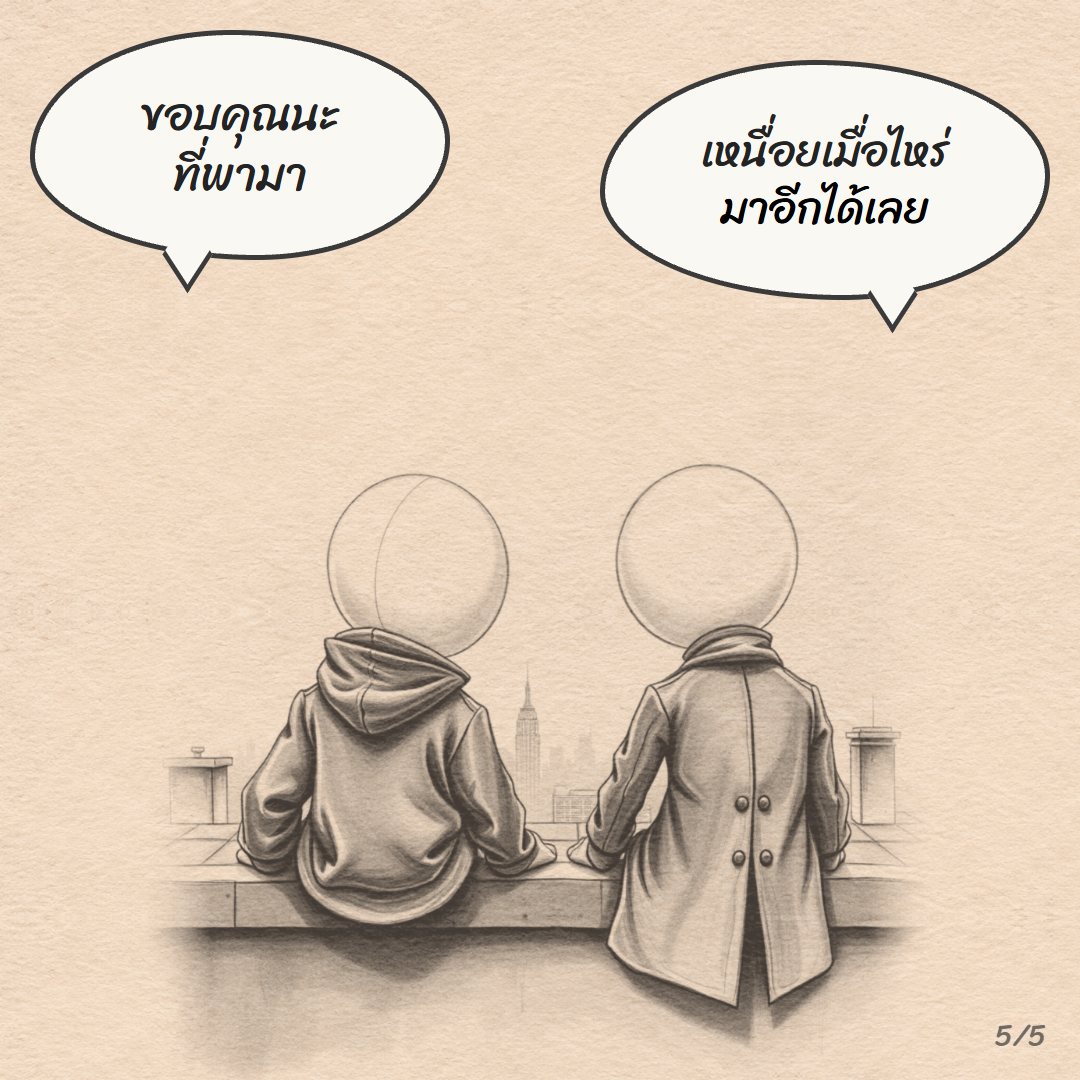 ขอบคุณนะ
ที่พามา
เหนื่อยเมื่อไหร่
มาอีกได้เลย
5/5